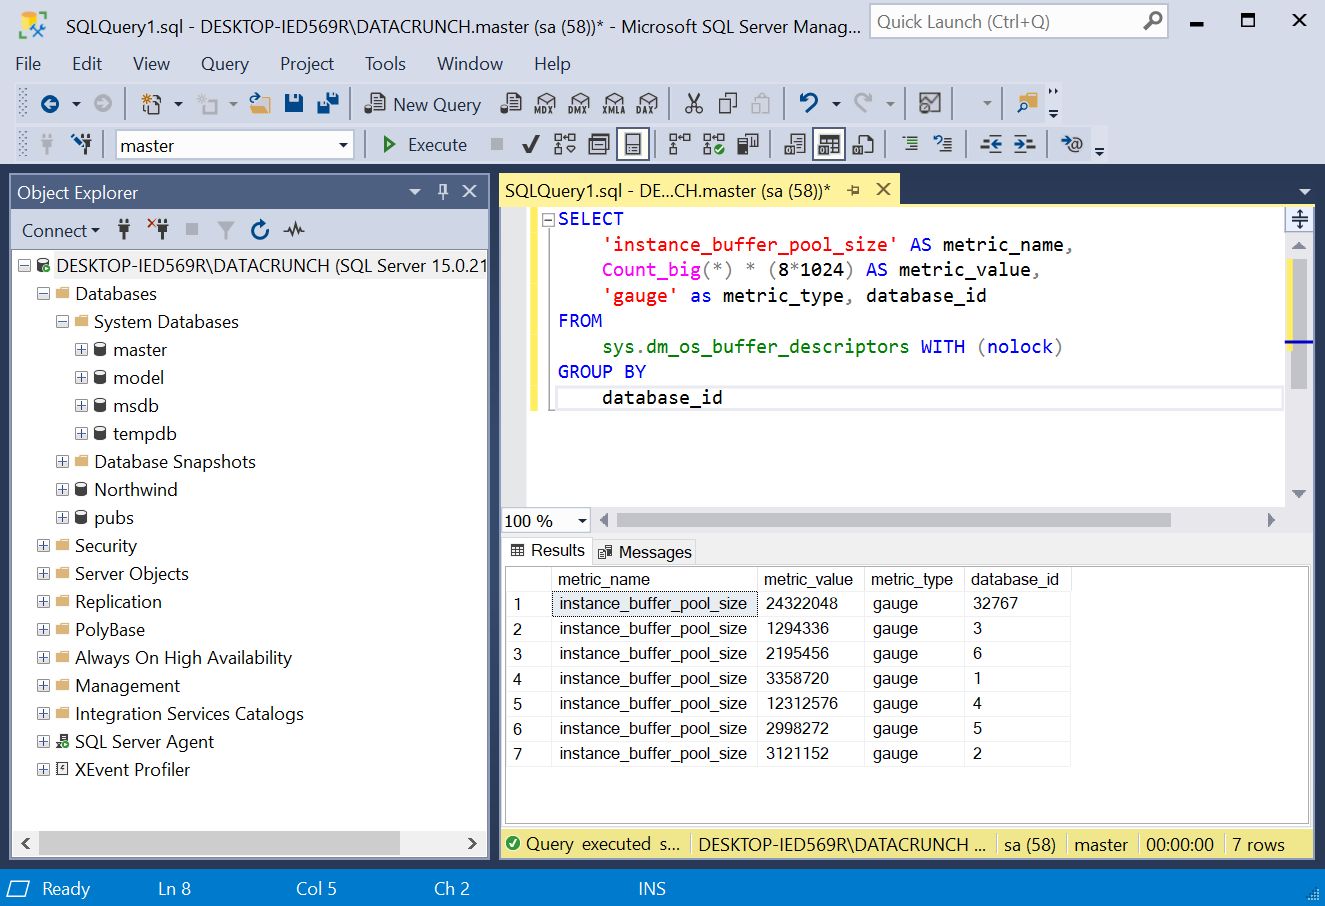 SQLQuery1.sql - DESKTOP-IED569R\DATACRUNCH.master (sa (58))* - Microsoft SQL Server Manag...
Quick Launch (Ctrl+Q)
File Edit View Query Project Tools Window Help
New Query MDX DMX XMLA DAX
master Execute
Object Explorer
Connect
DESKTOP-IED569R\DATACRUNCH (SQL Server 15.0.21
Databases
System Databases
master
model
msdb
tempdb
Database Snapshots
Northwind
pubs
Security
Server Objects
Replication
PolyBase
Always On High Availability
Management
Integration Services Catalogs
SQL Server Agent
XEvent Profiler
SQLQuery1.sql - DE...CH.master (sa (58))*
SELECT
'instance_buffer_pool_size' AS metric_name,
Count_big(*) * (8*1024) AS metric_value,
'gauge' as metric_type, database_id
FROM
sys.dm_os_buffer_descriptors WITH (nolock)
GROUP BY
database_id
100 %
Results Messages
metric_name metric_value metric_type database_id
1 instance_buffer_pool_size 24322048 gauge 32767
2 instance_buffer_pool_size 1294336 gauge 3
3 instance_buffer_pool_size 2195456 gauge 6
4 instance_buffer_pool_size 3358720 gauge 1
5 instance_buffer_pool_size 12312576 gauge 4
6 instance_buffer_pool_size 2998272 gauge 5
7 instance_buffer_pool_size 3121152 gauge 2
Query executed s... DESKTOP-IED569R\DATACRUNCH ... sa (58) master 00:00:00 7 rows
Ready Ln 8 Col 5 Ch 2 INS